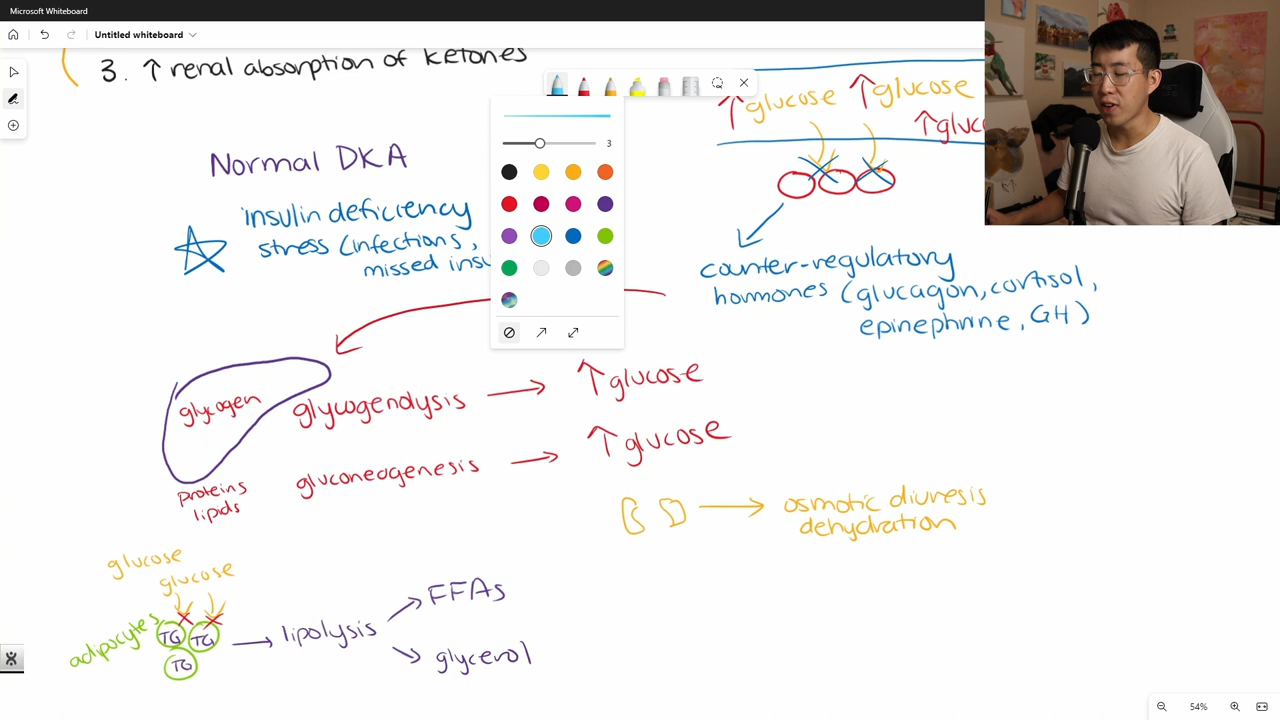 Microsoft Whiteboard
Untitled whiteboard
3. ↑ renal absorption of ketones
↑glucose ↑glucose
↑gluco
Normal DKA
3
insulin deficiency
stress (infections,
missed insu
counter-regulatory
hormones (glucagon, cortisol,
epinephrine, GH)
glycogen glycogenolysis → ↑glucose
gluconeogenesis → ↑glucose
proteins
lipids
→ osmotic diuresis
dehydration
glucose
glucose
adipocytes TG TG → lipolysis → FFAs
TG → glycerol
54%